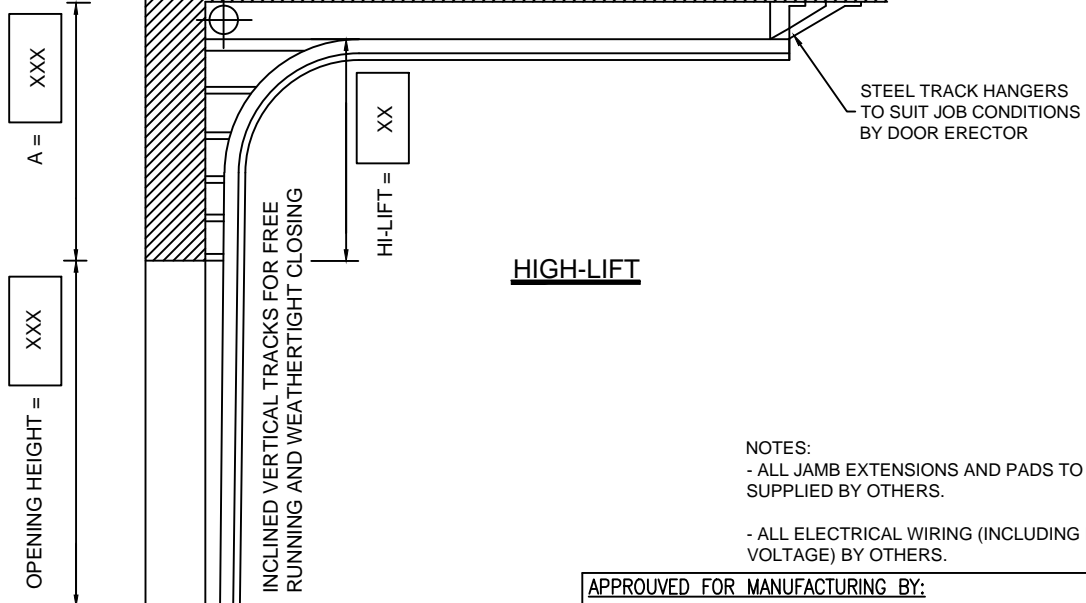 XXX
A =
XX
HI-LIFT =
STEEL TRACK HANGERS
TO SUIT JOB CONDITIONS
BY DOOR ERECTOR
INCLINED VERTICAL TRACKS FOR FREE
RUNNING AND WEATHERTIGHT CLOSING
HIGH-LIFT
XXX
OPENING HEIGHT =
NOTES:
- ALL JAMB EXTENSIONS AND PADS TO
SUPPLIED BY OTHERS.
- ALL ELECTRICAL WIRING (INCLUDING
VOLTAGE) BY OTHERS.
APPROUVED FOR MANUFACTURING BY: